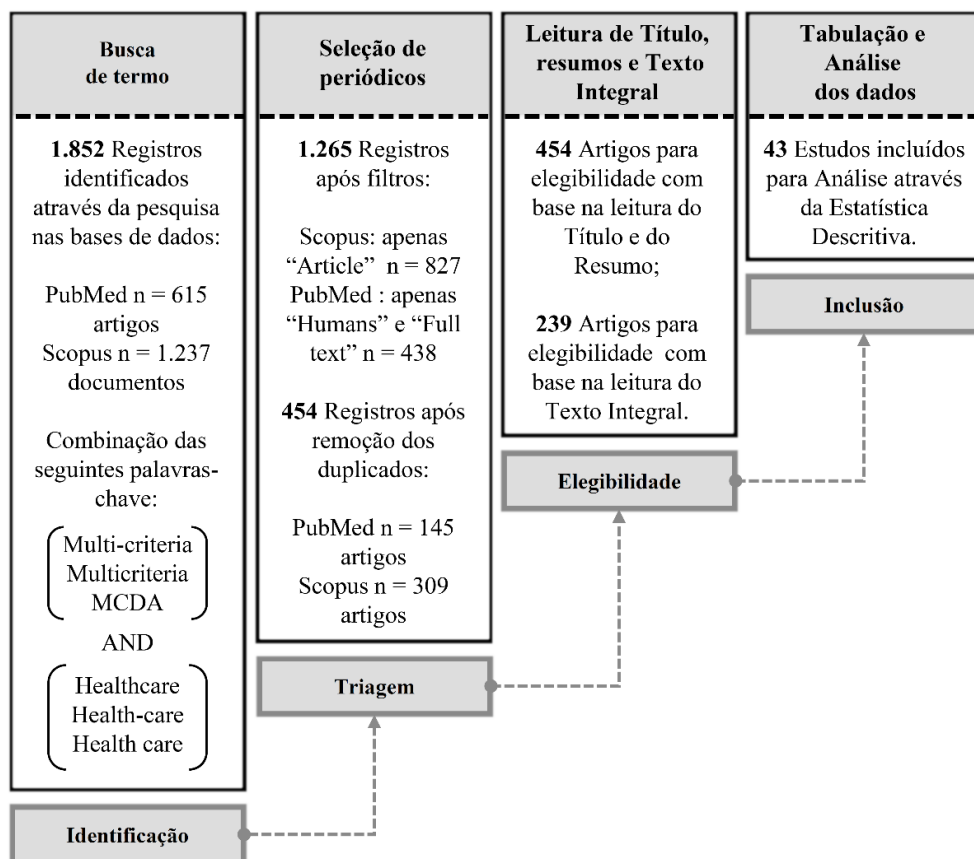 Busca
de termo
1.852 Registros
identificados
através da pesquisa
nas bases de dados:
PubMed n = 615
artigos
Scopus n = 1.237
documentos
Combinação das
seguintes palavras-
chave:
Multi-criteria
Multicriteria
MCDA
AND
Healthcare
Health-care
Health care
Identificação
Seleção de
periódicos
1.265 Registros
após filtros:
Scopus: apenas
“Article” n = 827
PubMed : apenas
“Humans” e “Full
text” n = 438
454 Registros após
remoção dos
duplicados:
PubMed n = 145
artigos
Scopus n = 309
artigos
Triagem
Leitura de Título,
resumos e Texto
Integral
454 Artigos para
elegibilidade com
base na leitura do
Título e do
Resumo;
239 Artigos para
elegibilidade com
base na leitura do
Texto Integral.
Elegibilidade
Tabulação e
Análise
dos dados
43 Estudos incluídos
para Análise através
da Estatística
Descritiva.
Inclusão